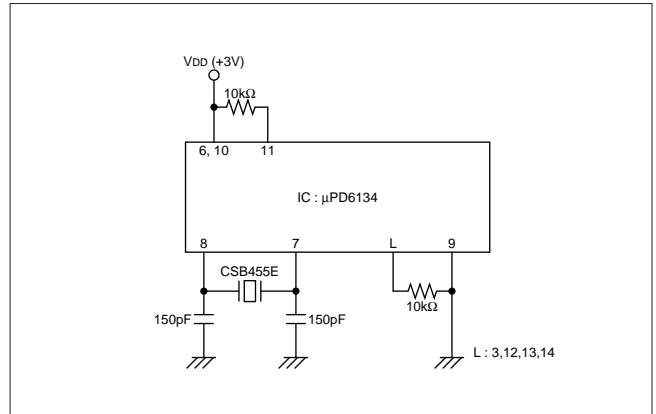 VDD (+3V)
10kΩ
6, 10 11
IC : μPD6134
8 7 L 9
CSB455E
10kΩ
150pF 150pF
L : 3,12,13,14